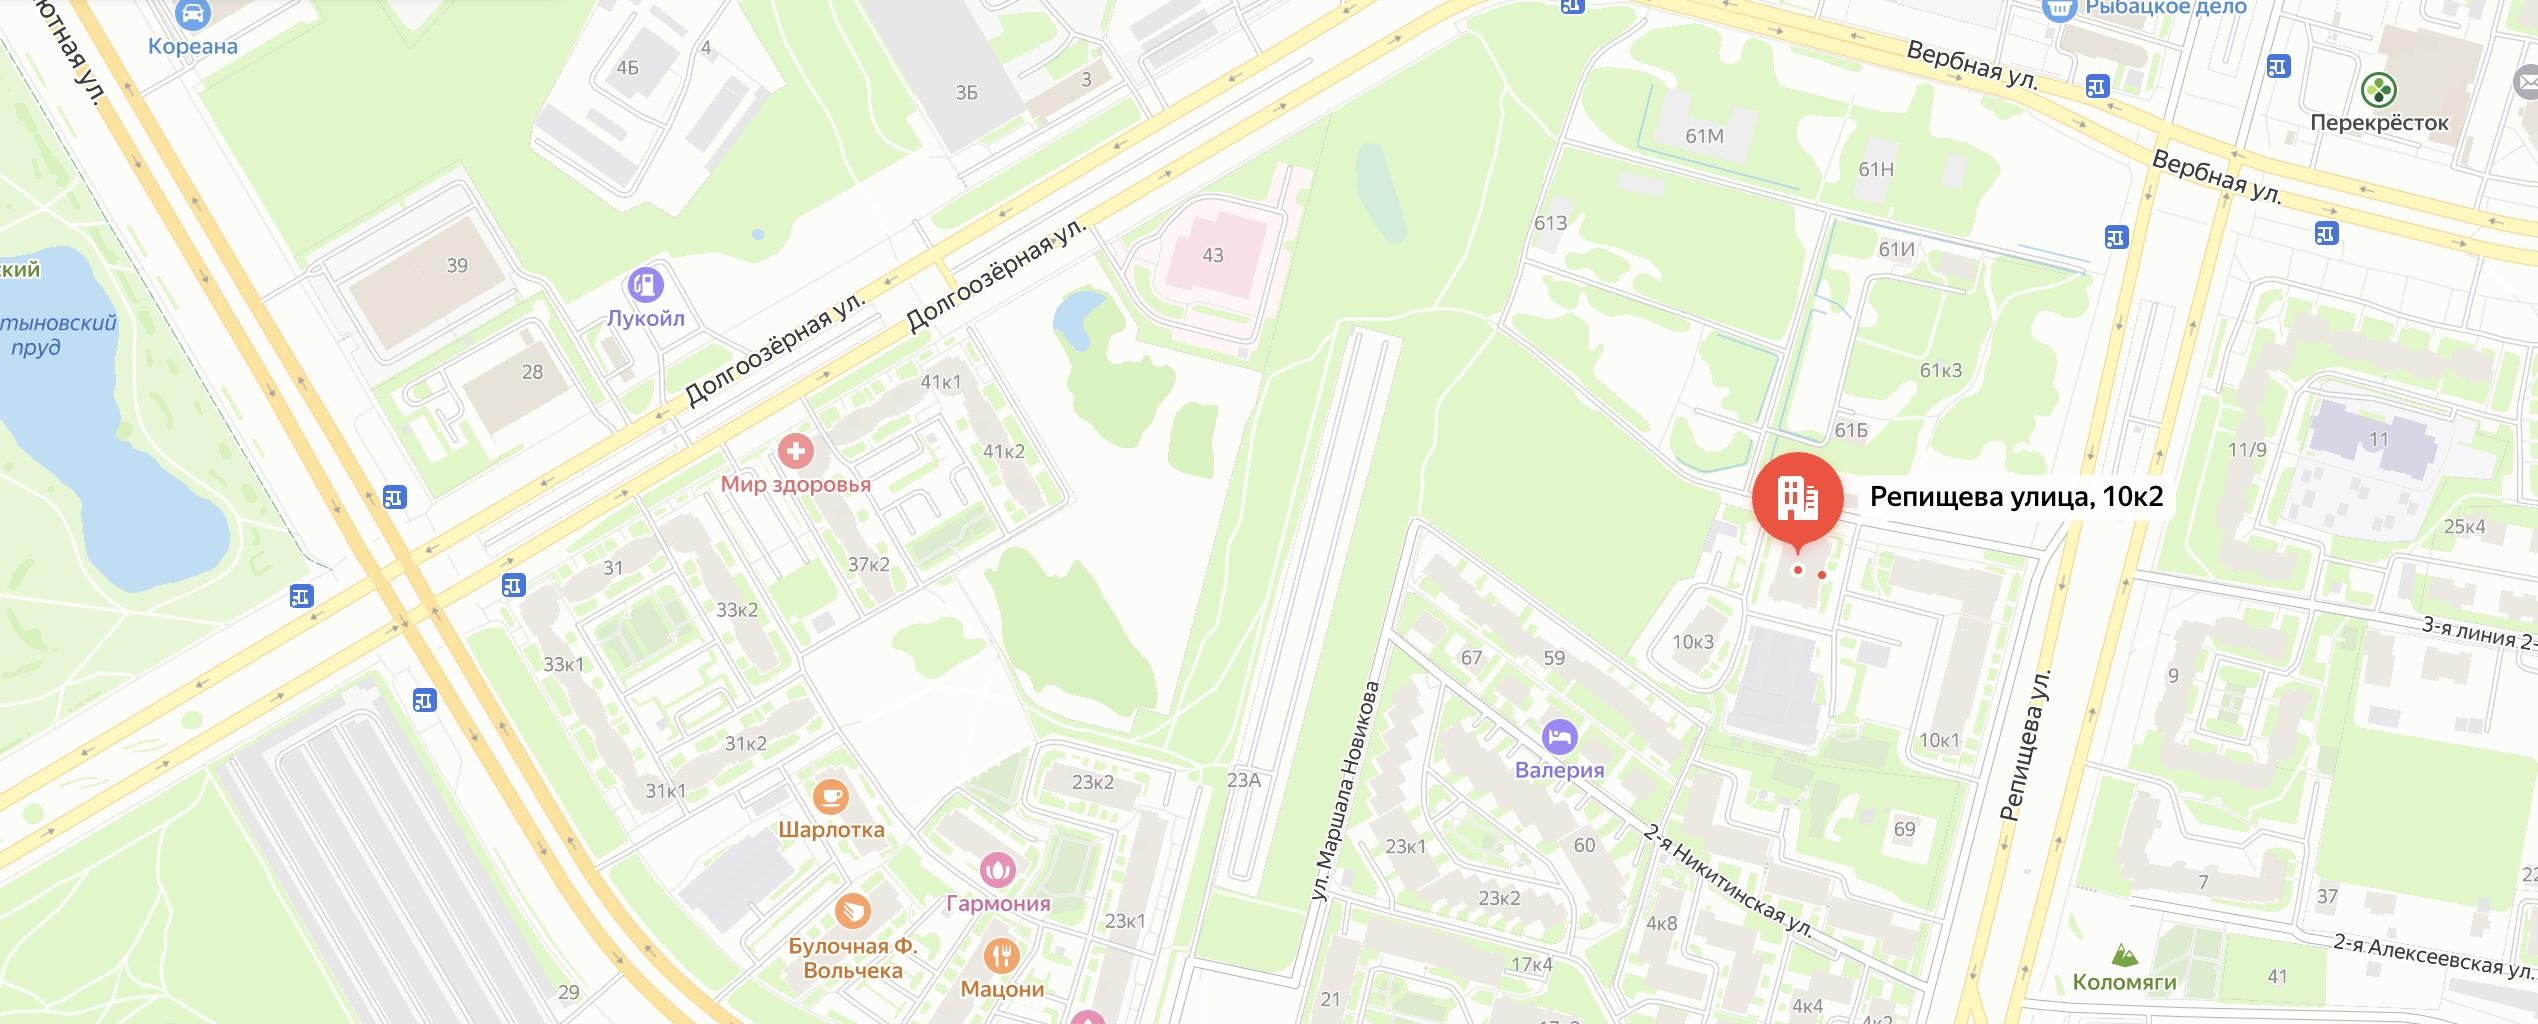 Рыбацкое дело
Кореана
4
4Б
3
3Б
Вербная ул.
Перекрёсток
61М
61Н
Вербная ул.
39
43
613
61И
Лукойл
Долгоозёрная ул.
Долгоозёрная ул.
пруд
28
41к1
61к3
41к2
61Б
11
11/9
Мир здоровья
Репищева улица, 10к2
25к4
31
37к2
33к2
33к1
10к3
67
59
3-я линия 2-
9
Репищева ул.
31к2
31к1
10к1
Валерия
23к2
23А
ул. Маршала Новикова
Шарлотка
69
23к1
60
2-я Никитинская ул.
Гармония
23к2
7
37
Булочная Ф.
Вольчека
23к1
4к8
2-я Алексеевская ул.
Мацони
17к4
Коломяги
41
29
21
4к4